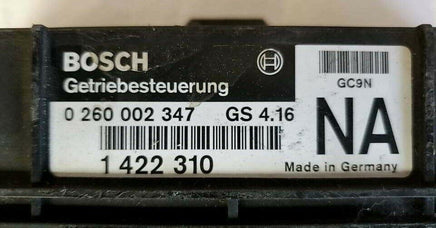 BOSCH
Getriebesteuerung
0 260 002 347 GS 4.16
1 422 310
GC9N
NA
Made in Germany